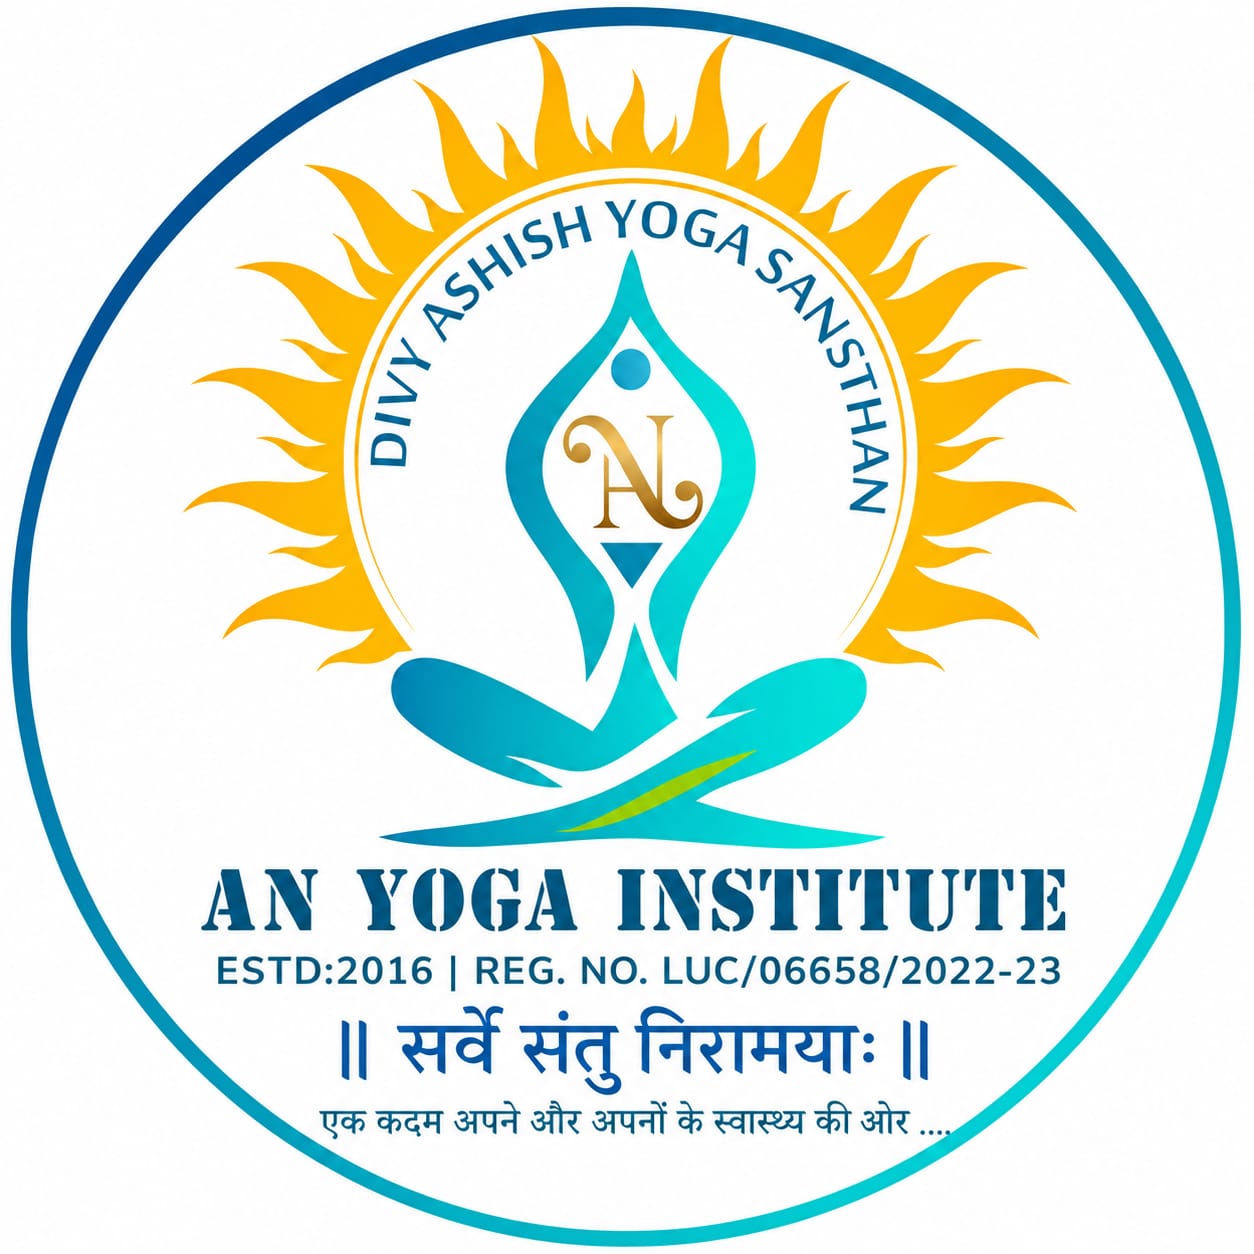 DIVY ASHISH YOGA SANSTHAN
AN
AN YOGA INSTITUTE
ESTD:2016 | REG. NO. LUC/06658/2022-23
॥ सर्वे संतु निरामयाः ॥
एक कदम अपने और अपनों के स्वास्थ्य की ओर ....